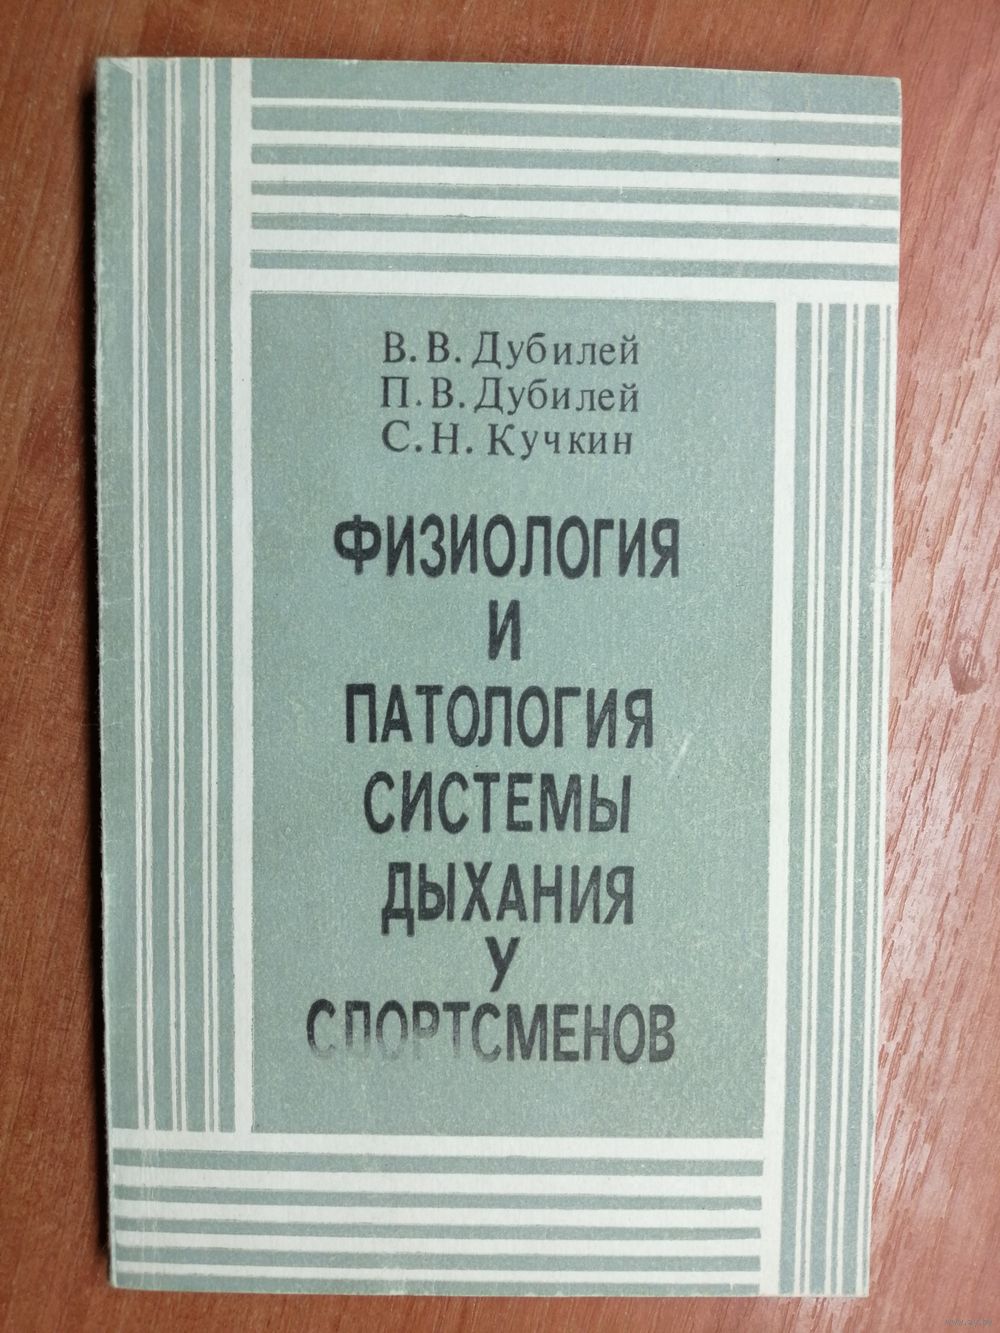 В. В. Дубилей
П. В. Дубилей
С. Н. Кучкин
ФИЗИОЛОГИЯ
И
ПАТОЛОГИЯ
СИСТЕМЫ
ДЫХАНИЯ
У
СПОРТСМЕНОВ